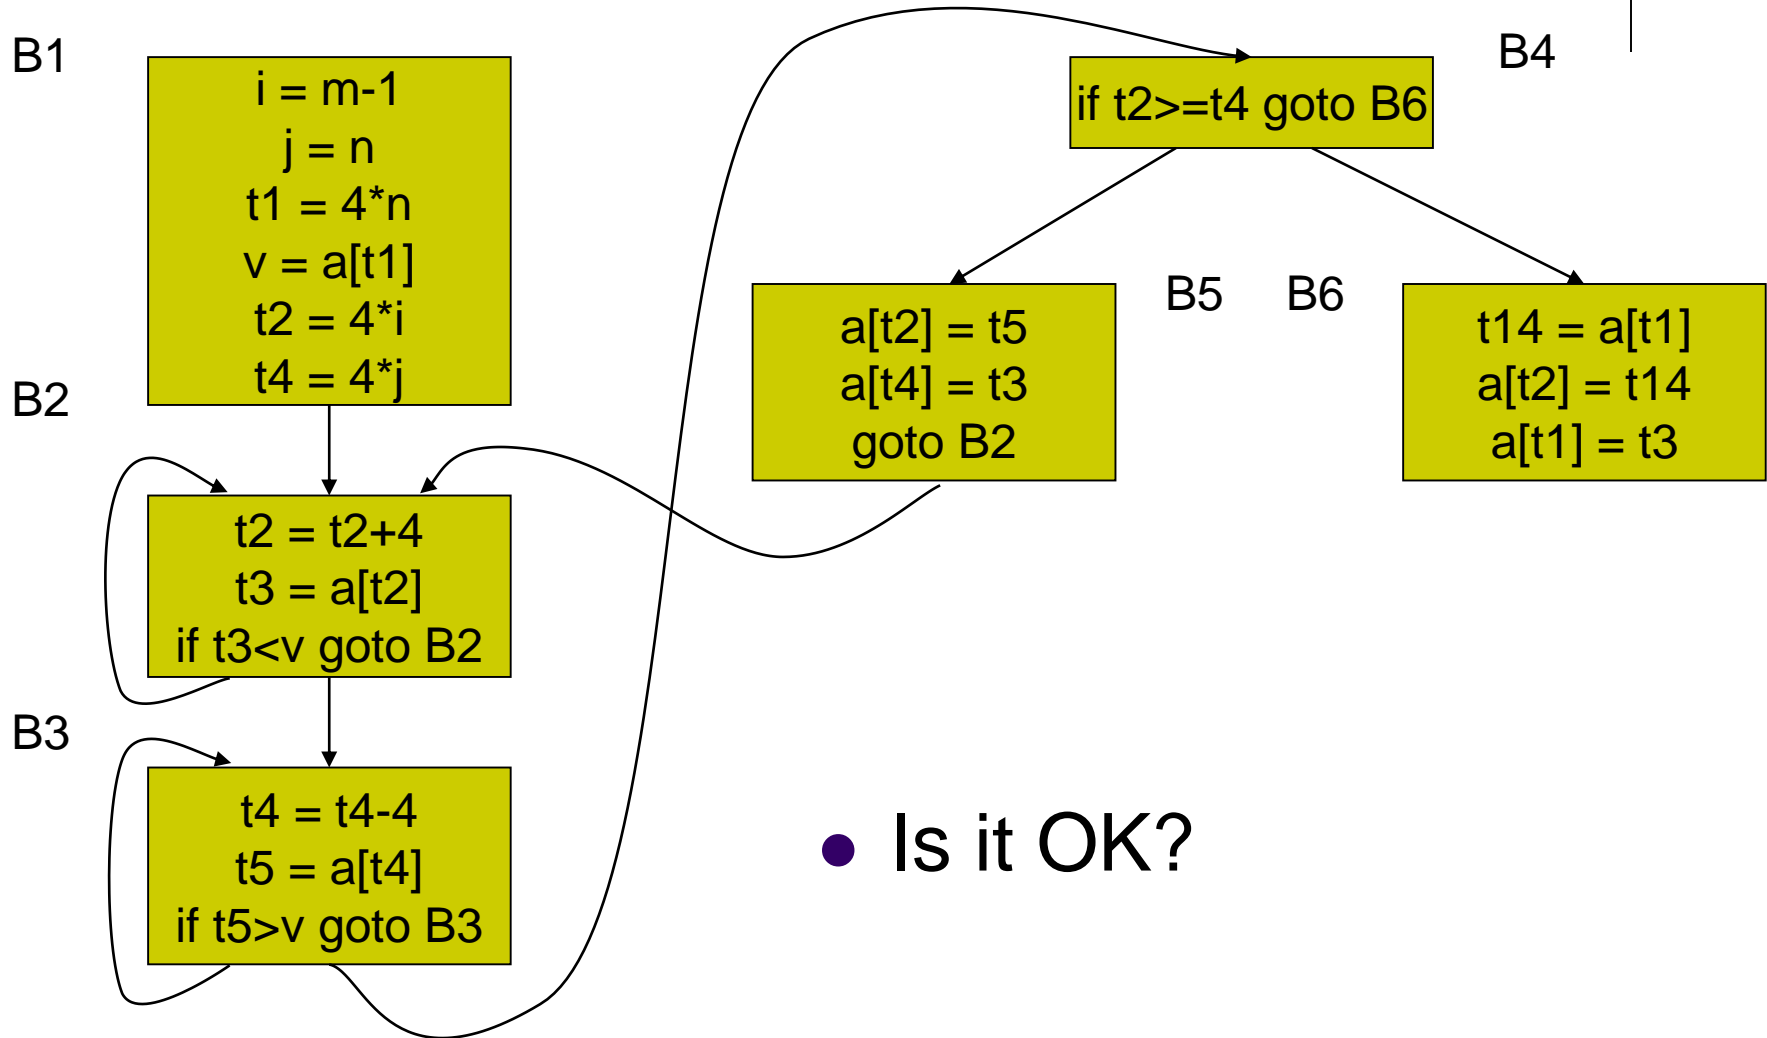 B1
i = m-1
j = n
t1 = 4*n
v = a[t1]
t2 = 4*i
t4 = 4*j
B2
t2 = t2+4
t3 = a[t2]
if t3<v goto B2
B3
t4 = t4-4
t5 = a[t4]
if t5>v goto B3
B4
if t2>=t4 goto B6
B5
a[t2] = t5
a[t4] = t3
goto B2
B6
t14 = a[t1]
a[t2] = t14
a[t1] = t3
● Is it OK?